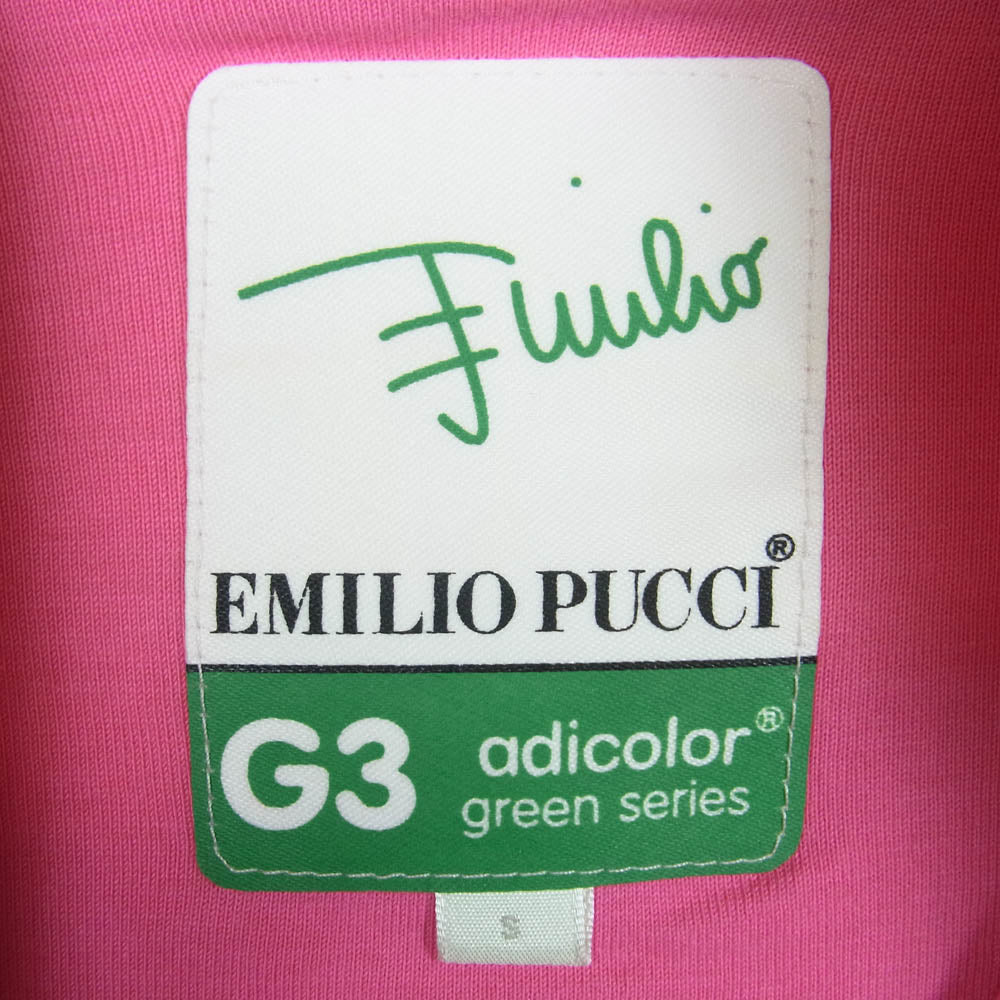 Emilio
EMILIO PUCCI®
G3 adicolor®
green series
S